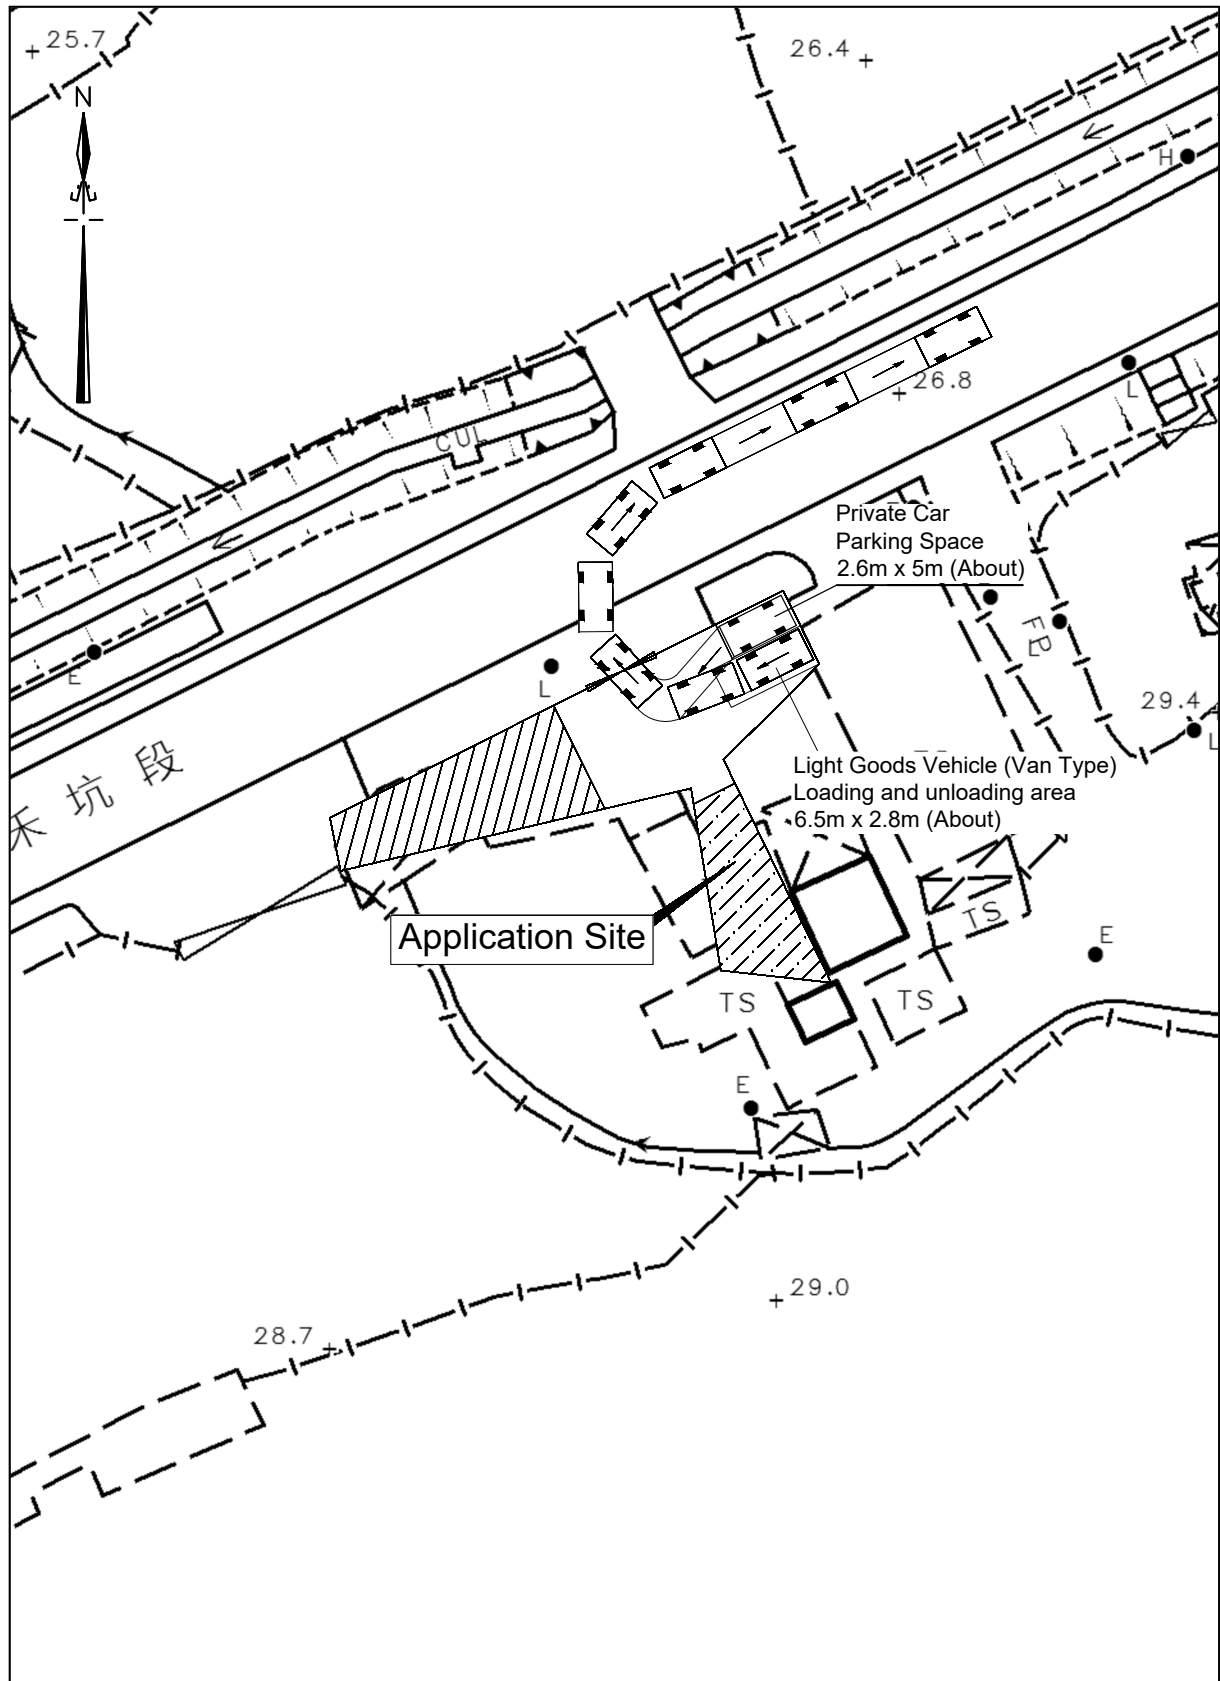 25.7
26.4
N
H
26.8
L
CUL
Private Car
Parking Space
2.6m x 5m (About)
E
L
FB
29.4
L
禾 坑 段
Light Goods Vehicle (Van Type)
Loading and unloading area
6.5m x 2.8m (About)
Application Site
TS
E
TS
TS
E
29.0
28.7